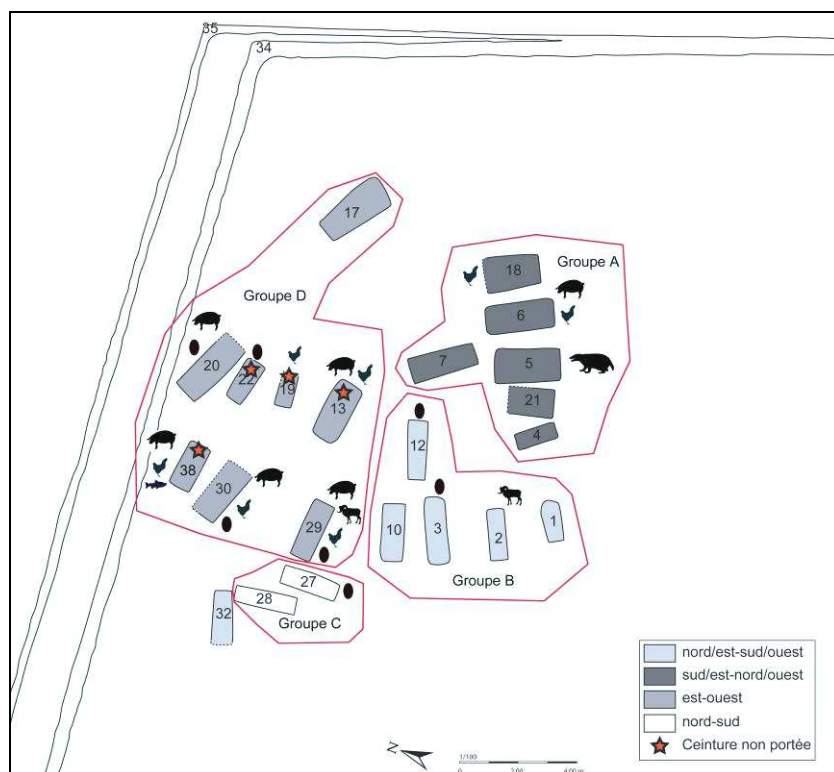 35
34
17
18
Groupe A
6
Groupe D
7
5
20
22
19
13
21
4
12
38
30
10
3
2
1
29
Groupe B
27
28
32
Groupe C
nord/est-sud/ouest
sud/est-nord/ouest
est-ouest
nord-sud
Ceinture non portée
N
1/100
0 2.00 4.00 m